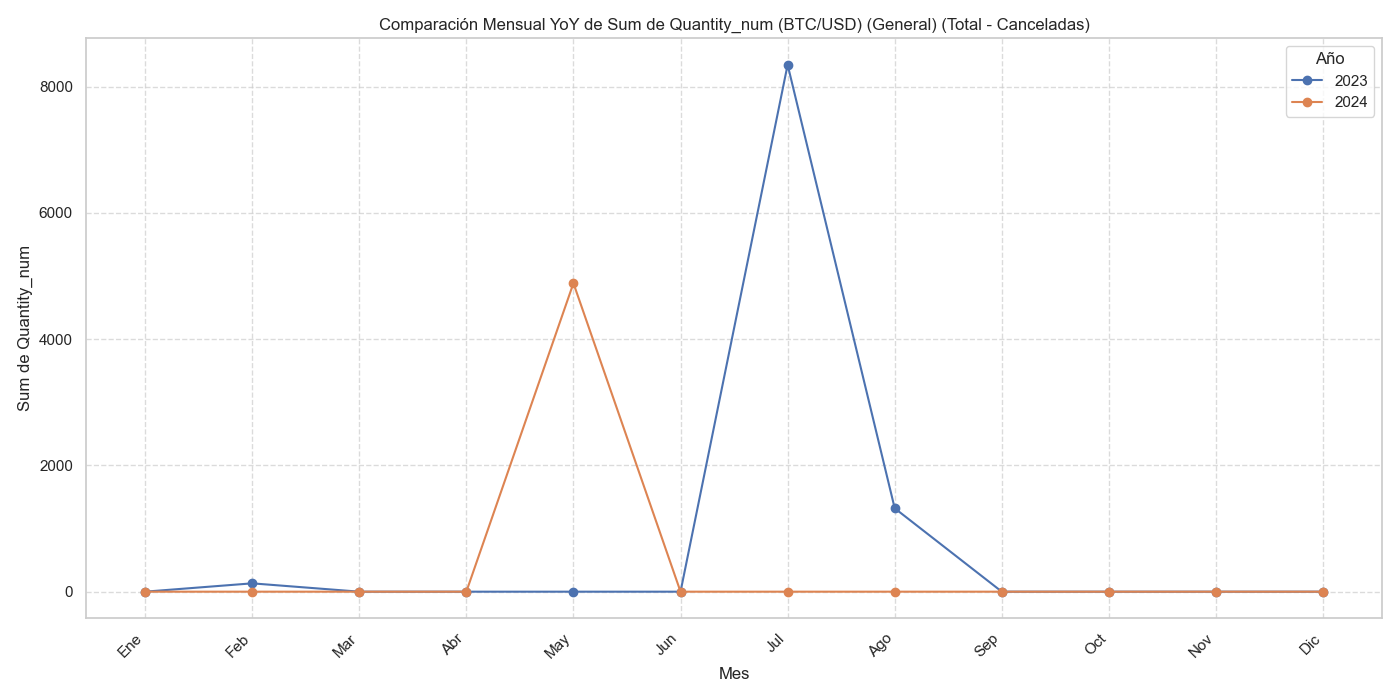 Comparación Mensual YoY de Sum de Quantity_num (BTC/USD) (General) (Total - Canceladas)
Año
2023
2024
8000
6000
4000
2000
0
Sum de Quantity_num
Ene
Feb
Mar
Abr
May
Jun
Jul
Ago
Sep
Oct
Nov
Dic
Mes